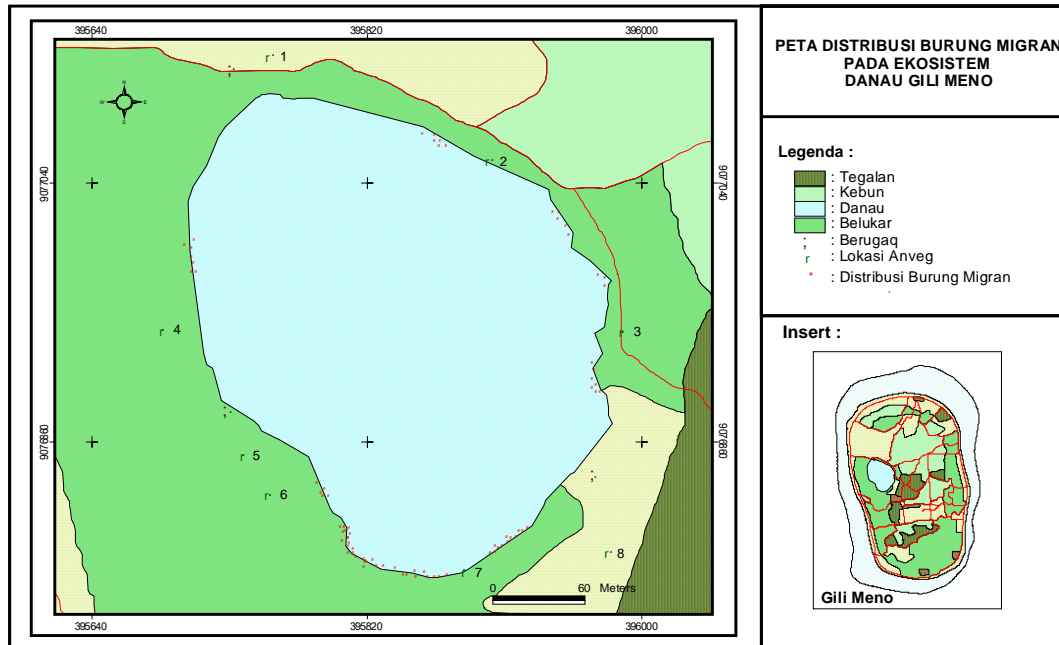 395640
395820
396000
PETA DISTRIBUSI BURUNG MIGRAN
PADA EKOSISTEM
DANAU GILI MENO
N
W
E
S
9077040
9077040
1
2
3
4
5
6
7
8
9076860
9076860
0
60 Meters
395640
395820
396000
Legenda :
: Tegalan
: Kebun
: Danau
: Belukar
: Berugaq
: Lokasi Anveg
: Distribusi Burung Migran
Insert :
Gili Meno